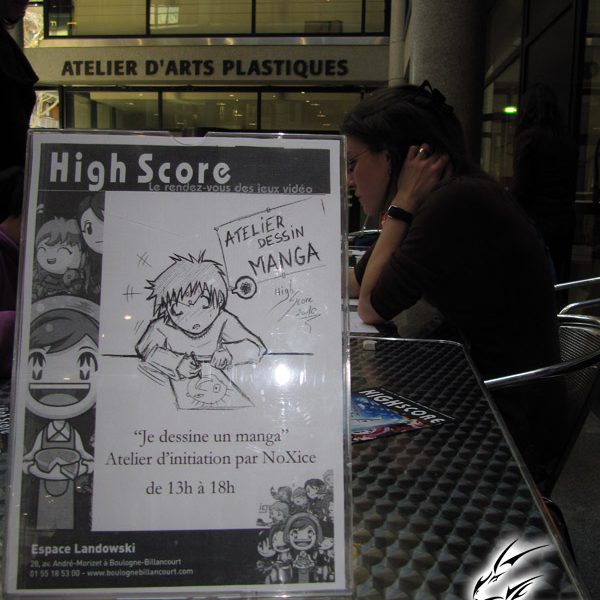 ATELIER D'ARTS PLASTIQUES
High Score
Le rendez-vous des jeux vidéo
ATELIER
DESSIN
MANGA
High
Score
"Je dessine un manga"
Atelier d'initiation par NoXice
de 13h à 18h
Espace Landowski
28, av. André-Morizet à Boulogne-Billancourt
01 55 18 53 00 - www.boulognebillancourt.com
HIGHSCORE